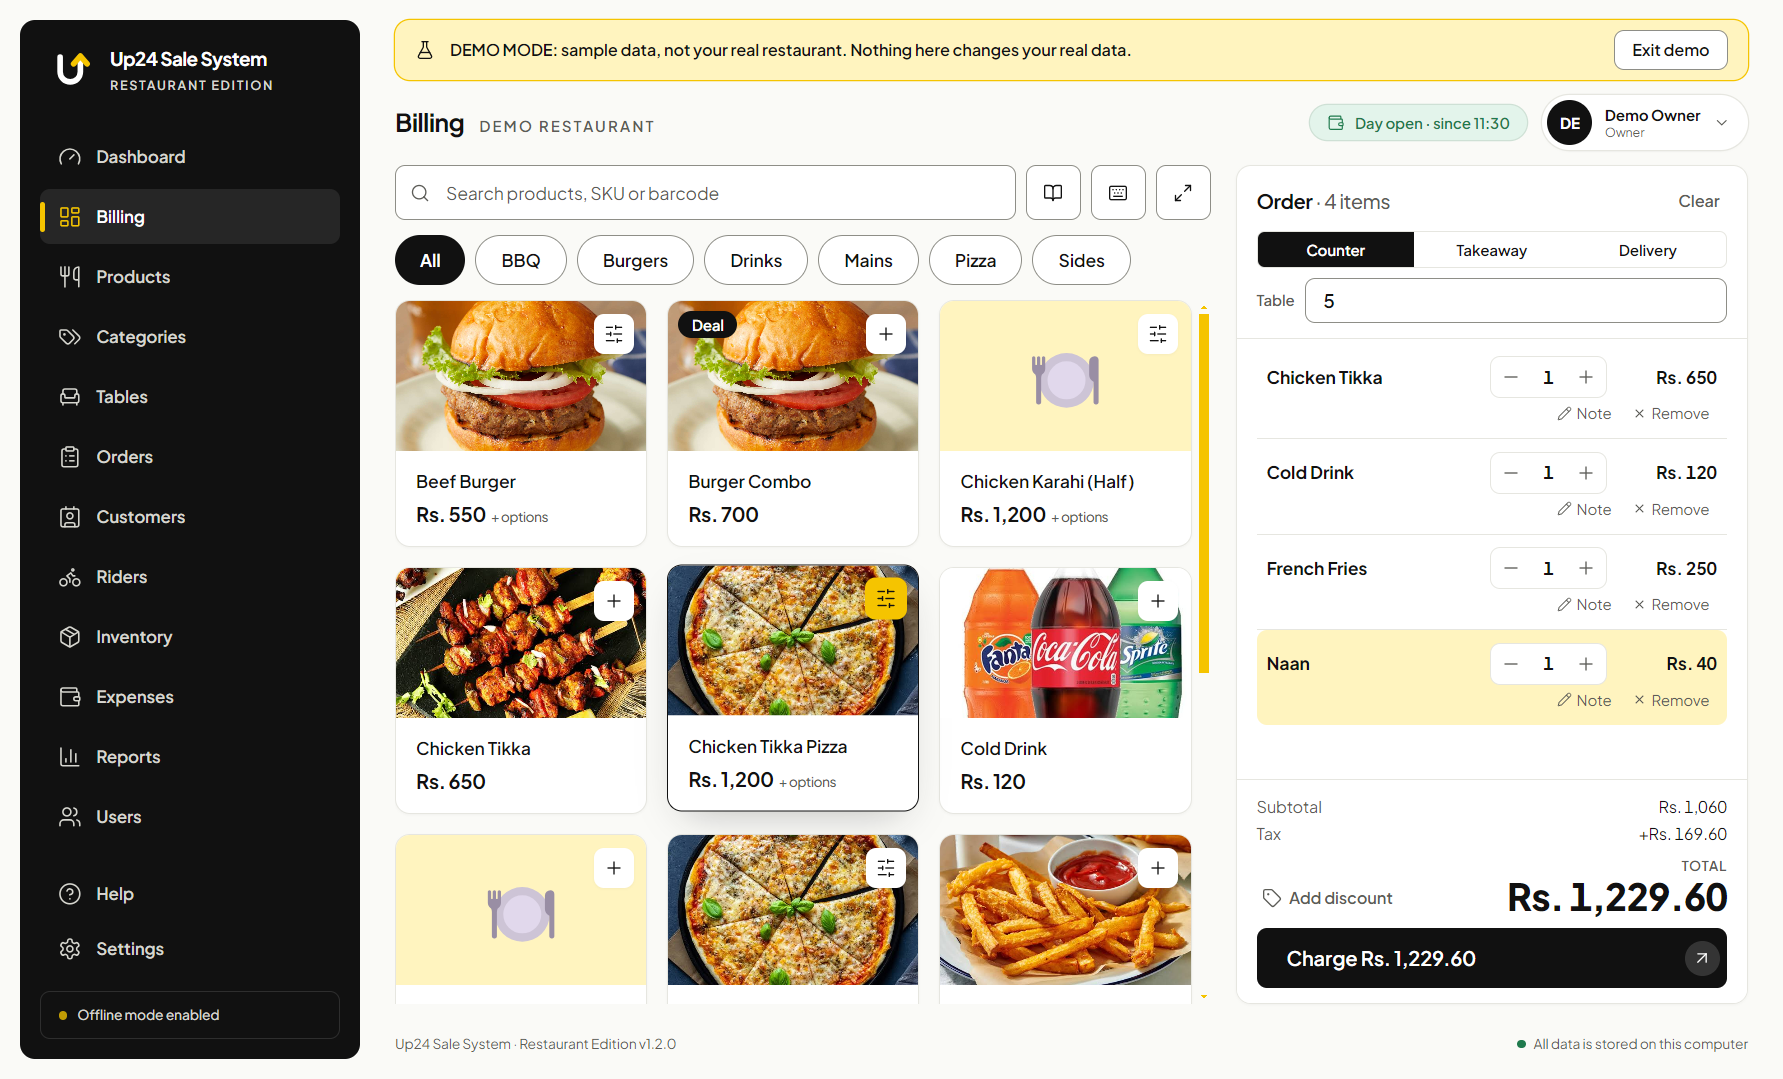 Up24 Sale System
RESTAURANT EDITION
Dashboard
Billing
Products
Categories
Tables
Orders
Customers
Riders
Inventory
Expenses
Reports
Users
Help
Settings
Offline mode enabled
DEMO MODE: sample data, not your real restaurant. Nothing here changes your real data.
Exit demo
Billing DEMO RESTAURANT
Day open · since 11:30
DE
Demo Owner
Owner
Search products, SKU or barcode
All BBQ Burgers Drinks Mains Pizza Sides
Beef Burger
Rs. 550 + options
Deal
Burger Combo
Rs. 700
Chicken Karahi (Half)
Rs. 1,200 + options
Chicken Tikka
Rs. 650
Chicken Tikka Pizza
Rs. 1,200 + options
Fanta
Coca-Cola
Sprite
Cold Drink
Rs. 120
Order · 4 items
Clear
Counter Takeaway Delivery
Table 5
Chicken Tikka 1 Rs. 650
Note Remove
Cold Drink 1 Rs. 120
Note Remove
French Fries 1 Rs. 250
Note Remove
Naan 1 Rs. 40
Note Remove
Subtotal Rs. 1,060
Tax +Rs. 169.60
TOTAL
Add discount Rs. 1,229.60
Charge Rs. 1,229.60
Up24 Sale System · Restaurant Edition v1.2.0
All data is stored on this computer